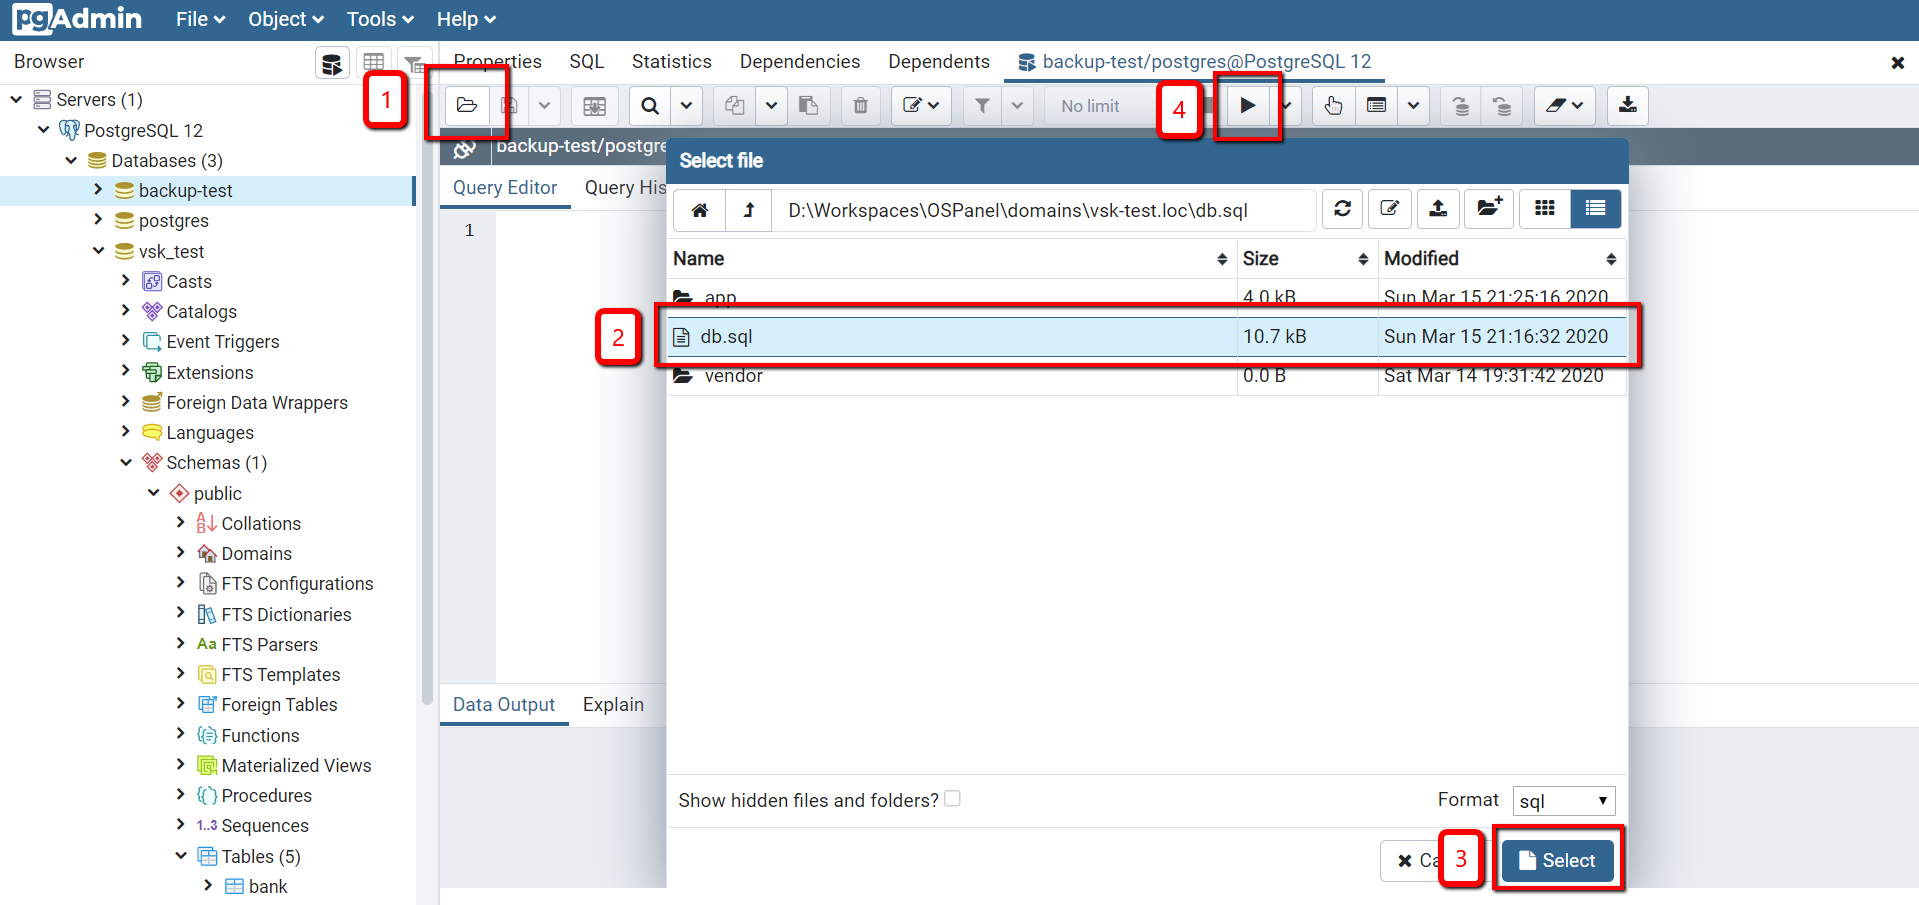 pgAdmin File Object Tools Help
Browser
Properties SQL Statistics Dependencies Dependents backup-test/postgres@PostgreSQL 12
1
No limit
4
Servers (1)
PostgreSQL 12
Databases (3)
backup-test
postgres
vsk_test
Casts
Catalogs
Event Triggers
Extensions
Foreign Data Wrappers
Languages
Schemas (1)
public
Collations
Domains
FTS Configurations
FTS Dictionaries
Aa FTS Parsers
FTS Templates
Foreign Tables
Functions
Materialized Views
Procedures
1..3 Sequences
Tables (5)
bank
backup-test/postgre
Query Editor Query His
1
Data Output Explain
Select file
D:\Workspaces\OSPanel\domains\vsk-test.loc\db.sql
Name Size Modified
app 4.0 kB Sun Mar 15 21:25:16 2020
2
db.sql 10.7 kB Sun Mar 15 21:16:32 2020
vendor 0.0 B Sat Mar 14 19:31:42 2020
Show hidden files and folders? Format sql
Ca 3 Select